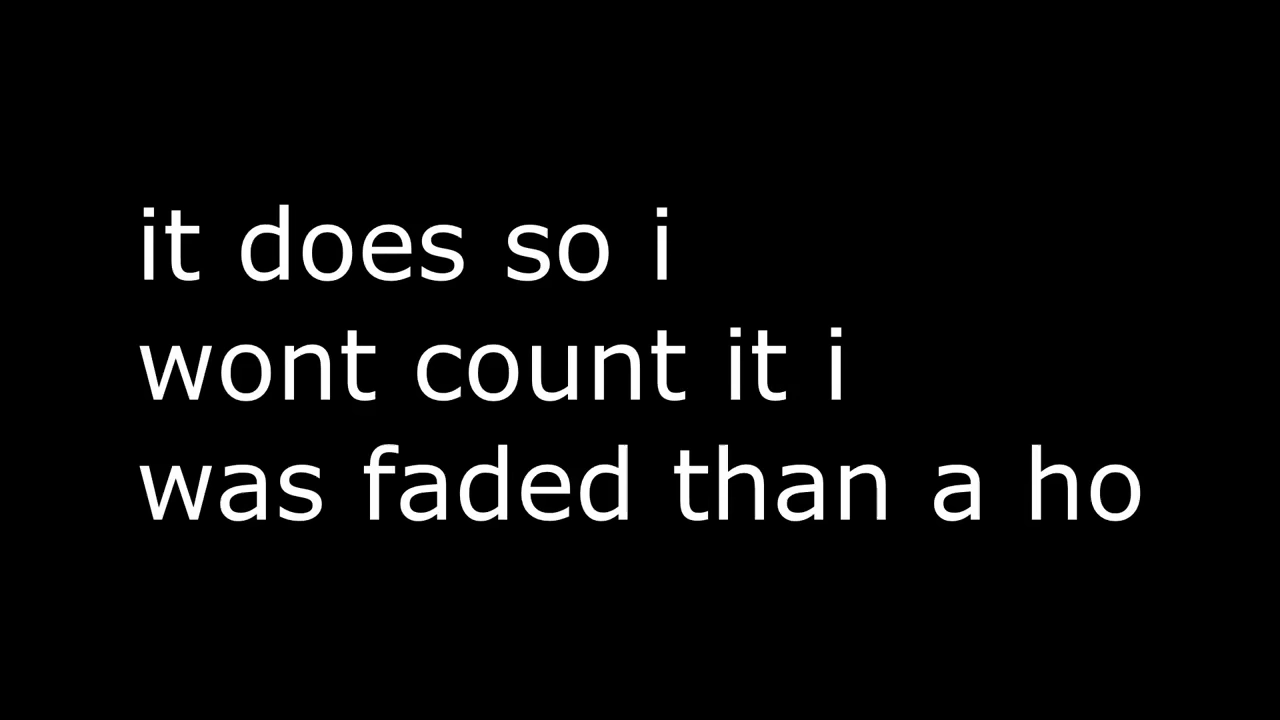 it does so i
wont count it i
was faded than a ho